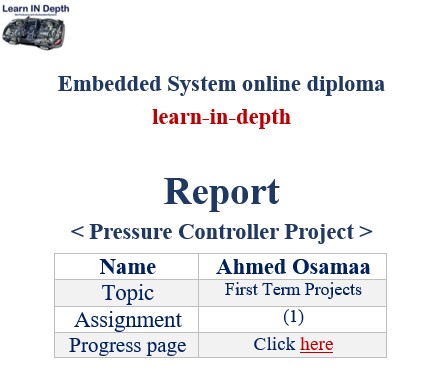 Learn IN Depth
Embedded System online diploma
learn-in-depth
Report
< Pressure Controller Project >
Name Ahmed Osamaa
Topic First Term Projects
Assignment (1)
Progress page Click here